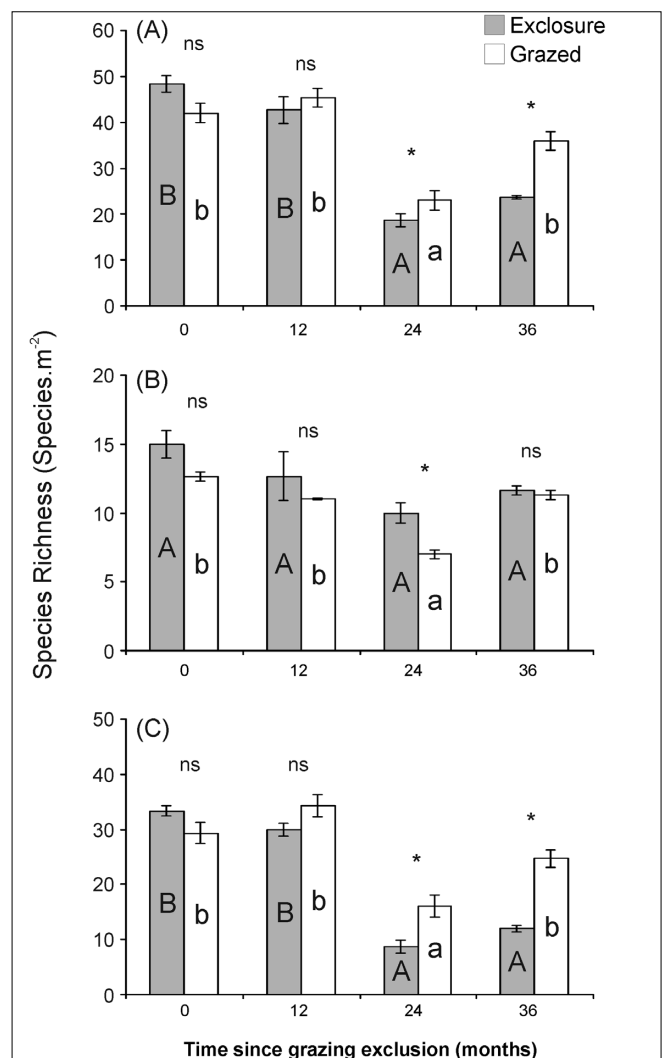 Exclosure
Grazed
(A)
60
50
40
30
20
10
0
ns
ns
*
*
B
b
B
b
A
a
A
b
0
12
24
36
Species Richness (Species.m-2)
(B)
20
15
10
5
0
ns
ns
*
ns
A
b
A
b
A
a
A
b
0
12
24
36
(C)
50
40
30
20
10
0
ns
ns
*
*
B
b
B
b
A
a
A
b
0
12
24
36
Time since grazing exclusion (months)